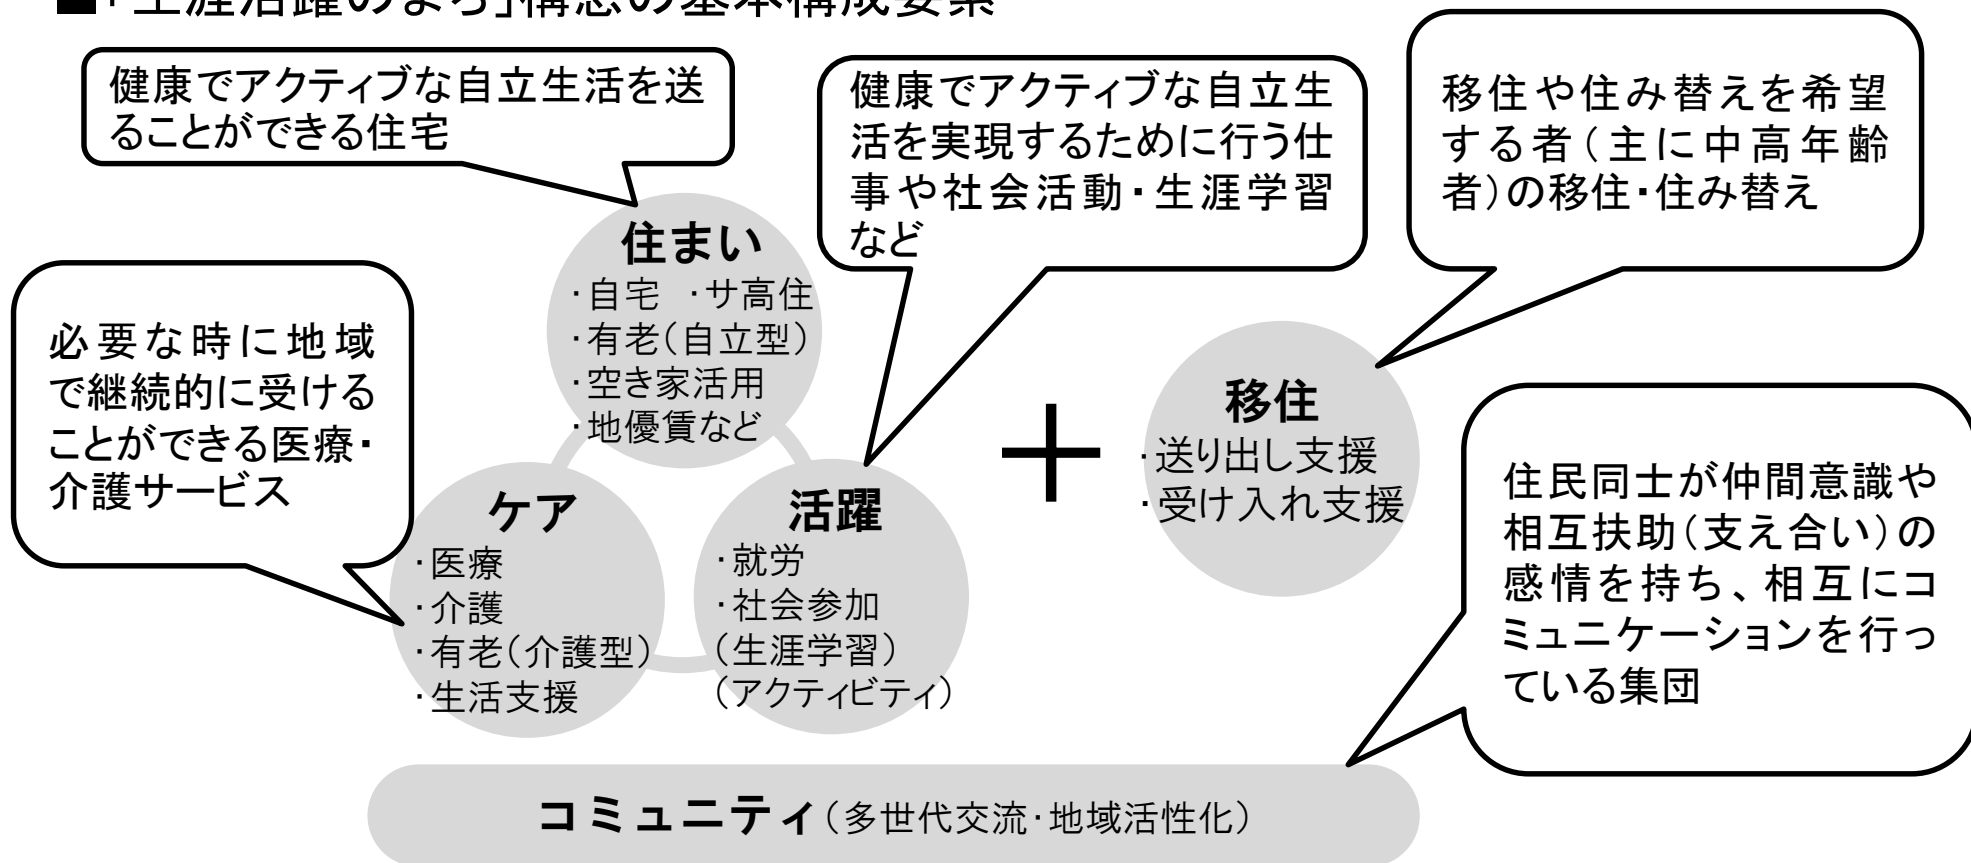 ■「生涯活躍のまち」構想の基本構成要素
健康でアクティブな自立生活を送
ることができる住宅
健康でアクティブな自立生
活を実現するために行う仕
事や社会活動・生涯学習
など
移住や住み替えを希望
する者(主に中高年齢
者)の移住・住み替え
住まい
・自宅 ・サ高住
・有老(自立型)
・空き家活用
・地優賃など
必要な時に地域
で継続的に受ける
ことができる医療・
介護サービス
ケア
・医療
・介護
・有老(介護型)
・生活支援
活躍
・就労
・社会参加
(生涯学習)
(アクティビティ)
+
移住
・送り出し支援
・受け入れ支援
住民同士が仲間意識や
相互扶助(支え合い)の
感情を持ち、相互にコ
ミュニケーションを行っ
ている集団
コミュニティ(多世代交流・地域活性化)